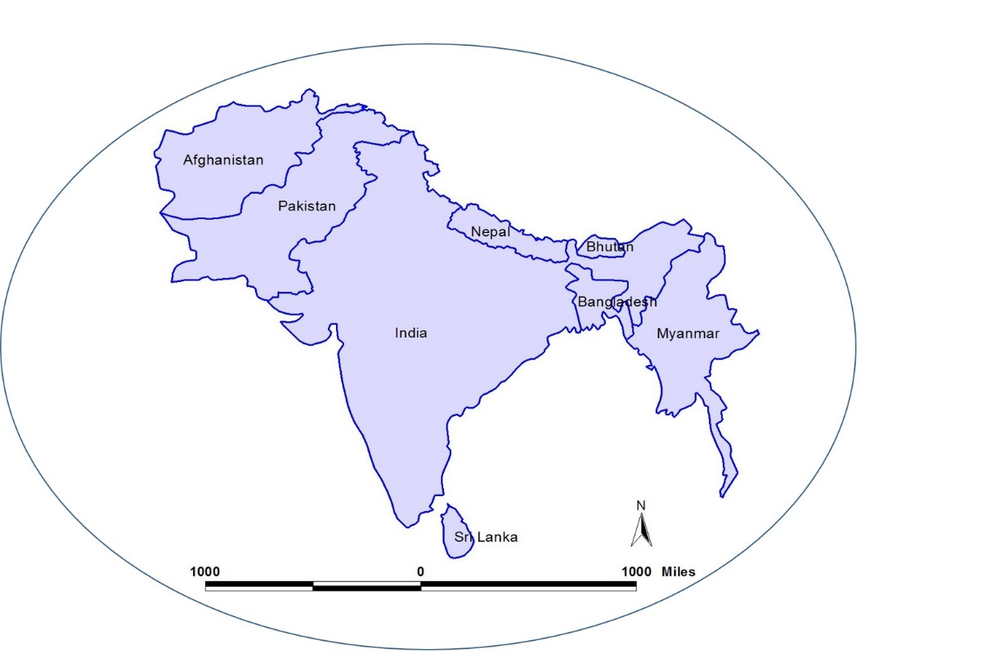 Afghanistan
Pakistan
Nepal
Bhutan
Bangladesh
India
Myanmar
N
Sri Lanka
1000 0 1000 Miles